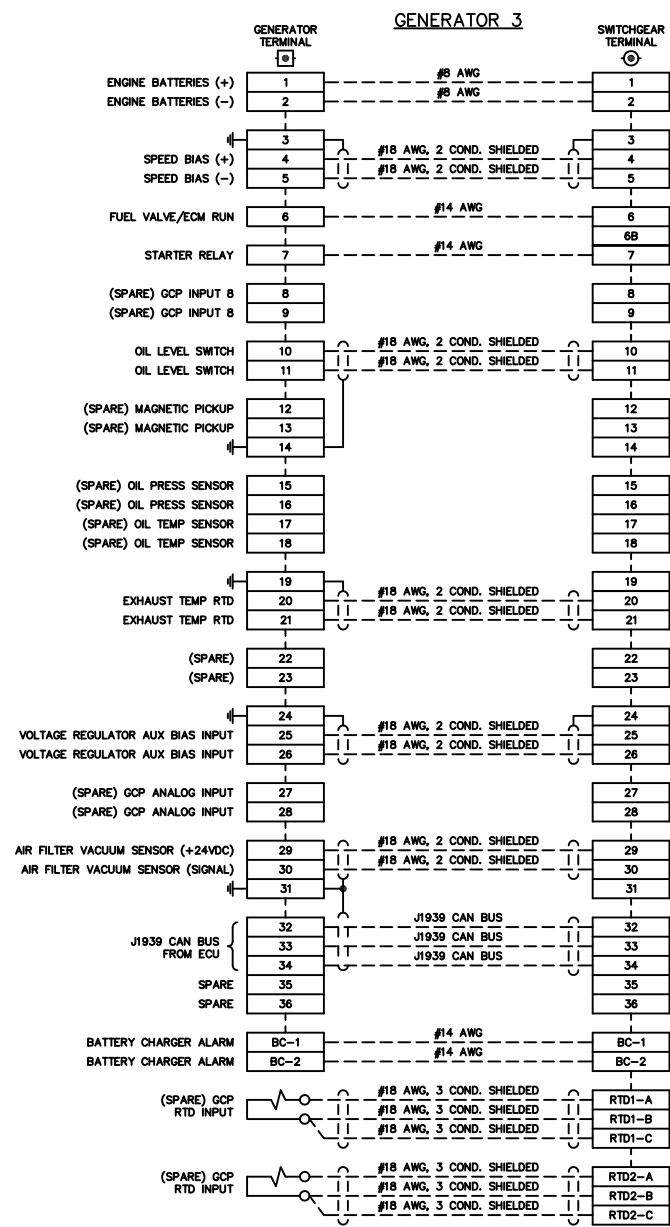 GENERATOR 3
GENERATOR TERMINAL
SWITCHGEAR TERMINAL
ENGINE BATTERIES (+) 1 #8 AWG 1
ENGINE BATTERIES (-) 2 #8 AWG 2
3 3
SPEED BIAS (+) 4 #18 AWG, 2 COND. SHIELDED 4
SPEED BIAS (-) 5 #18 AWG, 2 COND. SHIELDED 5
FUEL VALVE/ECM RUN 6 #14 AWG 6
6B
STARTER RELAY 7 #14 AWG 7
(SPARE) GCP INPUT 8 8 8
(SPARE) GCP INPUT 8 9 9
OIL LEVEL SWITCH 10 #18 AWG, 2 COND. SHIELDED 10
OIL LEVEL SWITCH 11 #18 AWG, 2 COND. SHIELDED 11
(SPARE) MAGNETIC PICKUP 12 12
(SPARE) MAGNETIC PICKUP 13 13
14 14
(SPARE) OIL PRESS SENSOR 15 15
(SPARE) OIL PRESS SENSOR 16 16
(SPARE) OIL TEMP SENSOR 17 17
(SPARE) OIL TEMP SENSOR 18 18
19 19
EXHAUST TEMP RTD 20 #18 AWG, 2 COND. SHIELDED 20
EXHAUST TEMP RTD 21 #18 AWG, 2 COND. SHIELDED 21
(SPARE) 22 22
(SPARE) 23 23
24 24
VOLTAGE REGULATOR AUX BIAS INPUT 25 #18 AWG, 2 COND. SHIELDED 25
VOLTAGE REGULATOR AUX BIAS INPUT 26 #18 AWG, 2 COND. SHIELDED 26
(SPARE) GCP ANALOG INPUT 27 27
(SPARE) GCP ANALOG INPUT 28 28
AIR FILTER VACUUM SENSOR (+24VDC) 29 #18 AWG, 2 COND. SHIELDED 29
AIR FILTER VACUUM SENSOR (SIGNAL) 30 #18 AWG, 2 COND. SHIELDED 30
31 31
J1939 CAN BUS
FROM ECU
32 J1939 CAN BUS 32
33 J1939 CAN BUS 33
34 J1939 CAN BUS 34
SPARE 35 35
SPARE 36 36
BATTERY CHARGER ALARM BC-1 #14 AWG BC-1
BATTERY CHARGER ALARM BC-2 #14 AWG BC-2
(SPARE) GCP
RTD INPUT
#18 AWG, 3 COND. SHIELDED RTD1-A
#18 AWG, 3 COND. SHIELDED RTD1-B
#18 AWG, 3 COND. SHIELDED RTD1-C
(SPARE) GCP
RTD INPUT
#18 AWG, 3 COND. SHIELDED RTD2-A
#18 AWG, 3 COND. SHIELDED RTD2-B
#18 AWG, 3 COND. SHIELDED RTD2-C